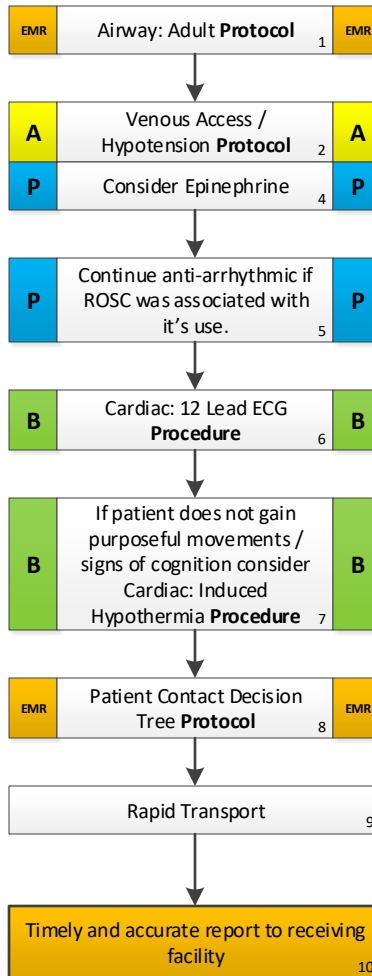 EMR Airway: Adult Protocol 1 EMR
A Venous Access / A
Hypotension Protocol 2
P Consider Epinephrine 4 P
Continue anti-arrhythmic if
P ROSC was associated with P
it's use. 5
B Cardiac: 12 Lead ECG B
Procedure 6
If patient does not gain
purposeful movements /
B signs of cognition consider B
Cardiac: Induced
Hypothermia Procedure 7
EMR Patient Contact Decision EMR
Tree Protocol 8
Rapid Transport 9
Timely and accurate report to receiving
facility 10